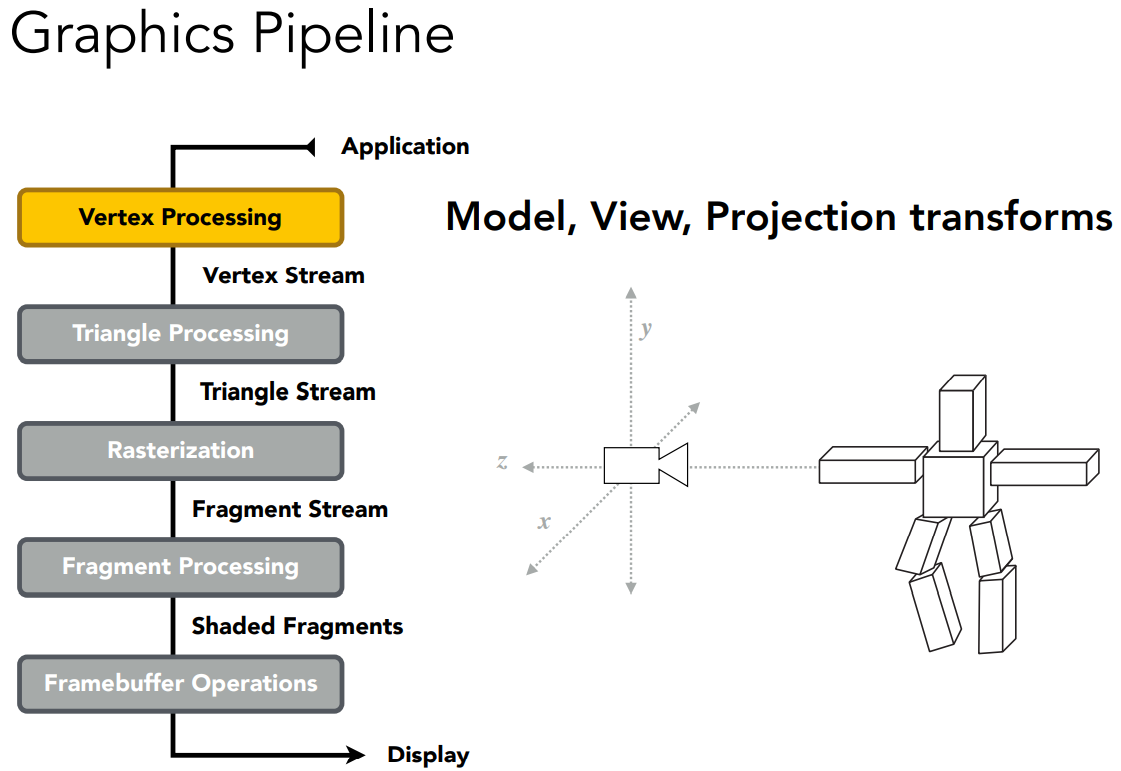 Graphics Pipeline
Application
Vertex Processing
Model, View, Projection transforms
Vertex Stream
Triangle Processing
Triangle Stream
Rasterization
Fragment Stream
Fragment Processing
Shaded Fragments
Framebuffer Operations
Display
y
z
x